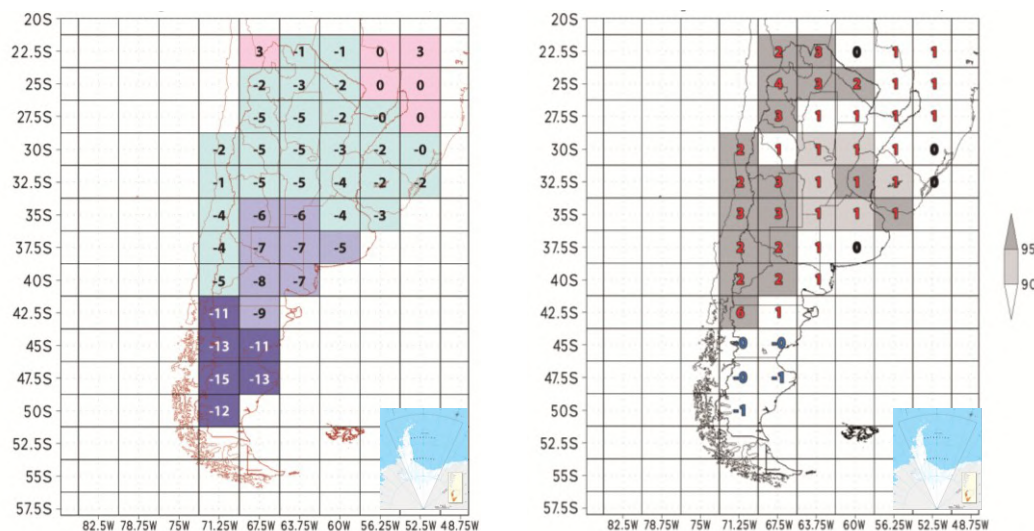 20S
22.5S 3 -1 -1 0 3
25S -2 -3 -2 0 0
27.5S -5 -5 -2 -0 0
30S -2 -5 -5 -3 -2 -0
32.5S -1 -5 -5 -4 -2 -2
35S -4 -6 -6 -4 -3
37.5S -4 -7 -7 -5
40S -5 -8 -7
42.5S -11 -9
45S -13 -11
47.5S -15 -13
50S -12
52.5S
55S
57.5S
82.5W 78.75W 75W 71.25W 67.5W 63.75W 60W 56.25W 52.5W 48.75W
20S
22.5S 2 3 0 1 1
25S 4 3 2 1 1
27.5S 3 1 1 1 1
30S 2 1 1 1 1 0
32.5S 2 3 1 1 1 0
35S 3 3 1 1 1
37.5S 2 2 1 0
40S 2 2 1
42.5S 6 1
45S -0 -0
47.5S -0 -1
50S -1
52.5S
55S
57.5S
82.5W 78.75W 75W 71.25W 67.5W 63.75W 60W 56.25W 52.5W 48.75W
95
90